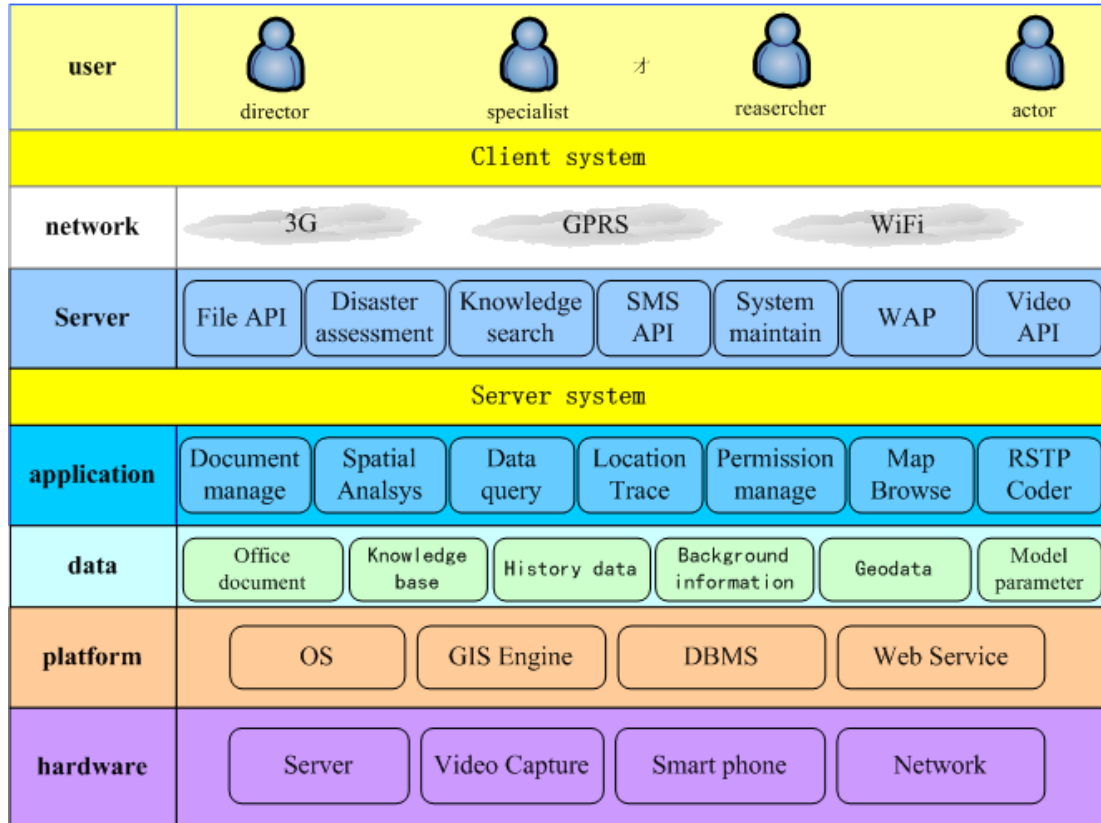 user
director
specialist
才
reasercher
actor
Client system
network
3G
GPRS
WiFi
Server
File API
Disaster
assessment
Knowledge
search
SMS
API
System
maintain
WAP
Video
API
Server system
application
Document
manage
Spatial
Analsys
Data
query
Location
Trace
Permission
manage
Map
Browse
RSTP
Coder
data
Office
document
Knowledge
base
History data
Background
information
Geodata
Model
parameter
platform
OS
GIS Engine
DBMS
Web Service
hardware
Server
Video Capture
Smart phone
Network